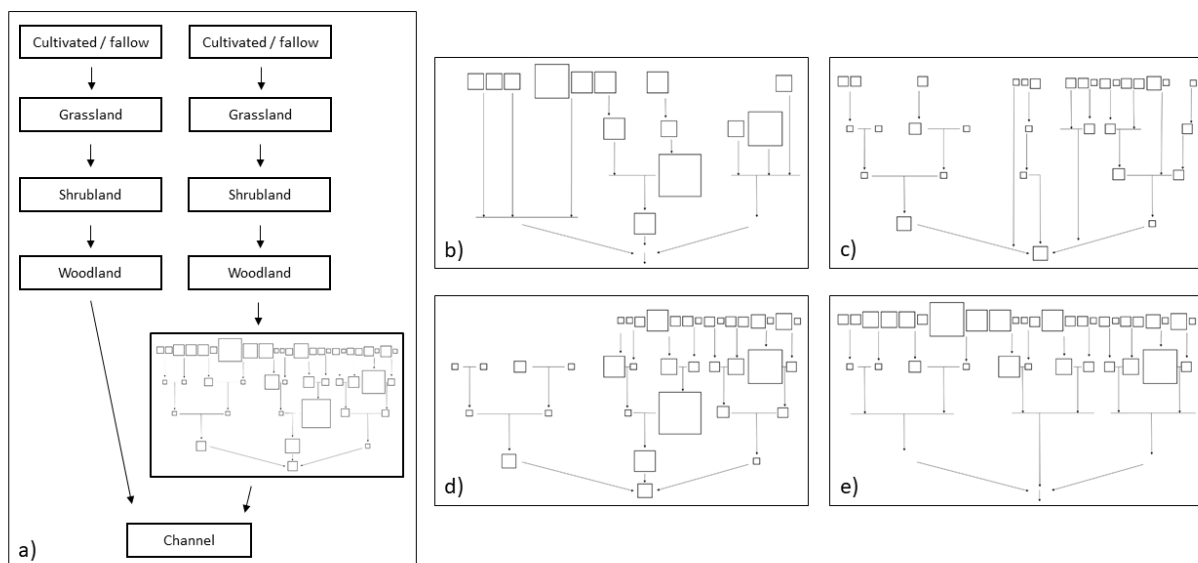 Cultivated / fallow
Cultivated / fallow
Grassland
Grassland
Shrubland
Shrubland
Woodland
Woodland
Channel
a)
b)
c)
d)
e)